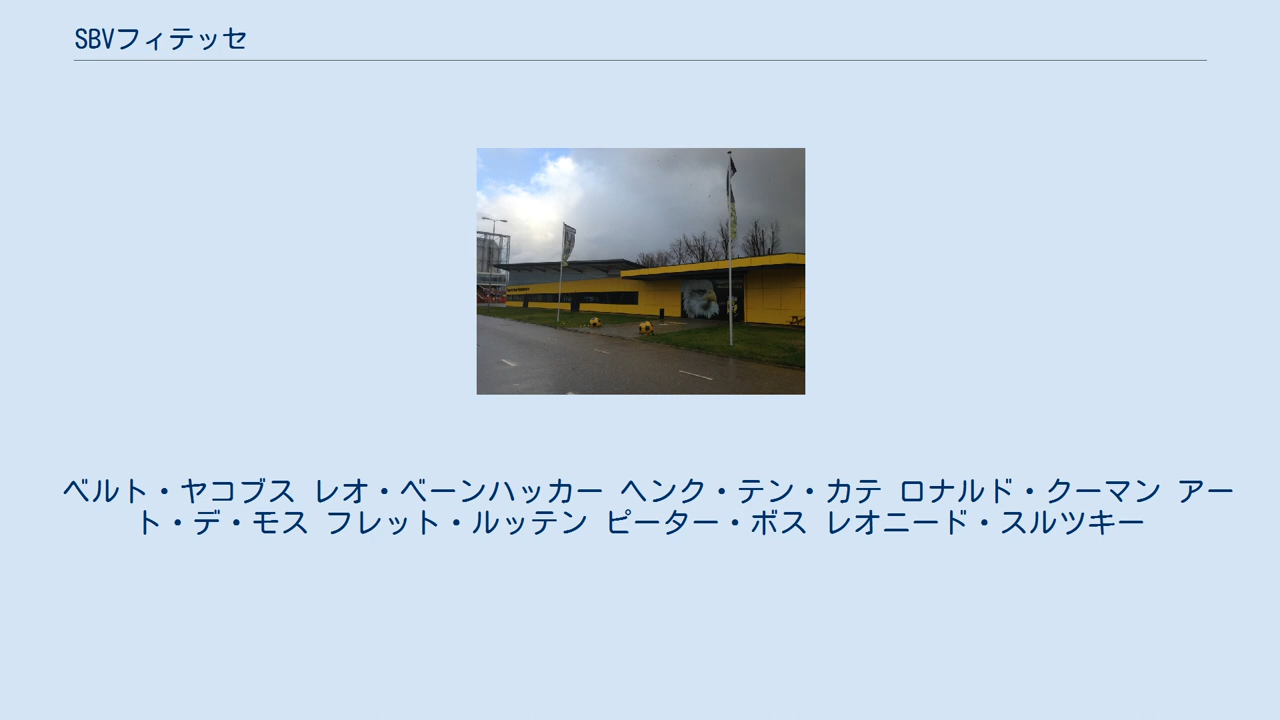 SBVフィテッセ
ベルト・ヤコブス レオ・ベーンハッカー ヘンク・テン・カテ ロナルド・クーマン アー
ト・デ・モス フレット・ルッテン ピーター・ボス レオニード・スルツキー